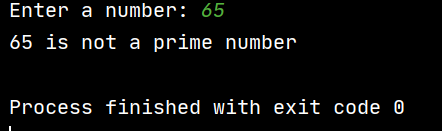 Enter a number: 65
65 is not a prime number
Process finished with exit code 0